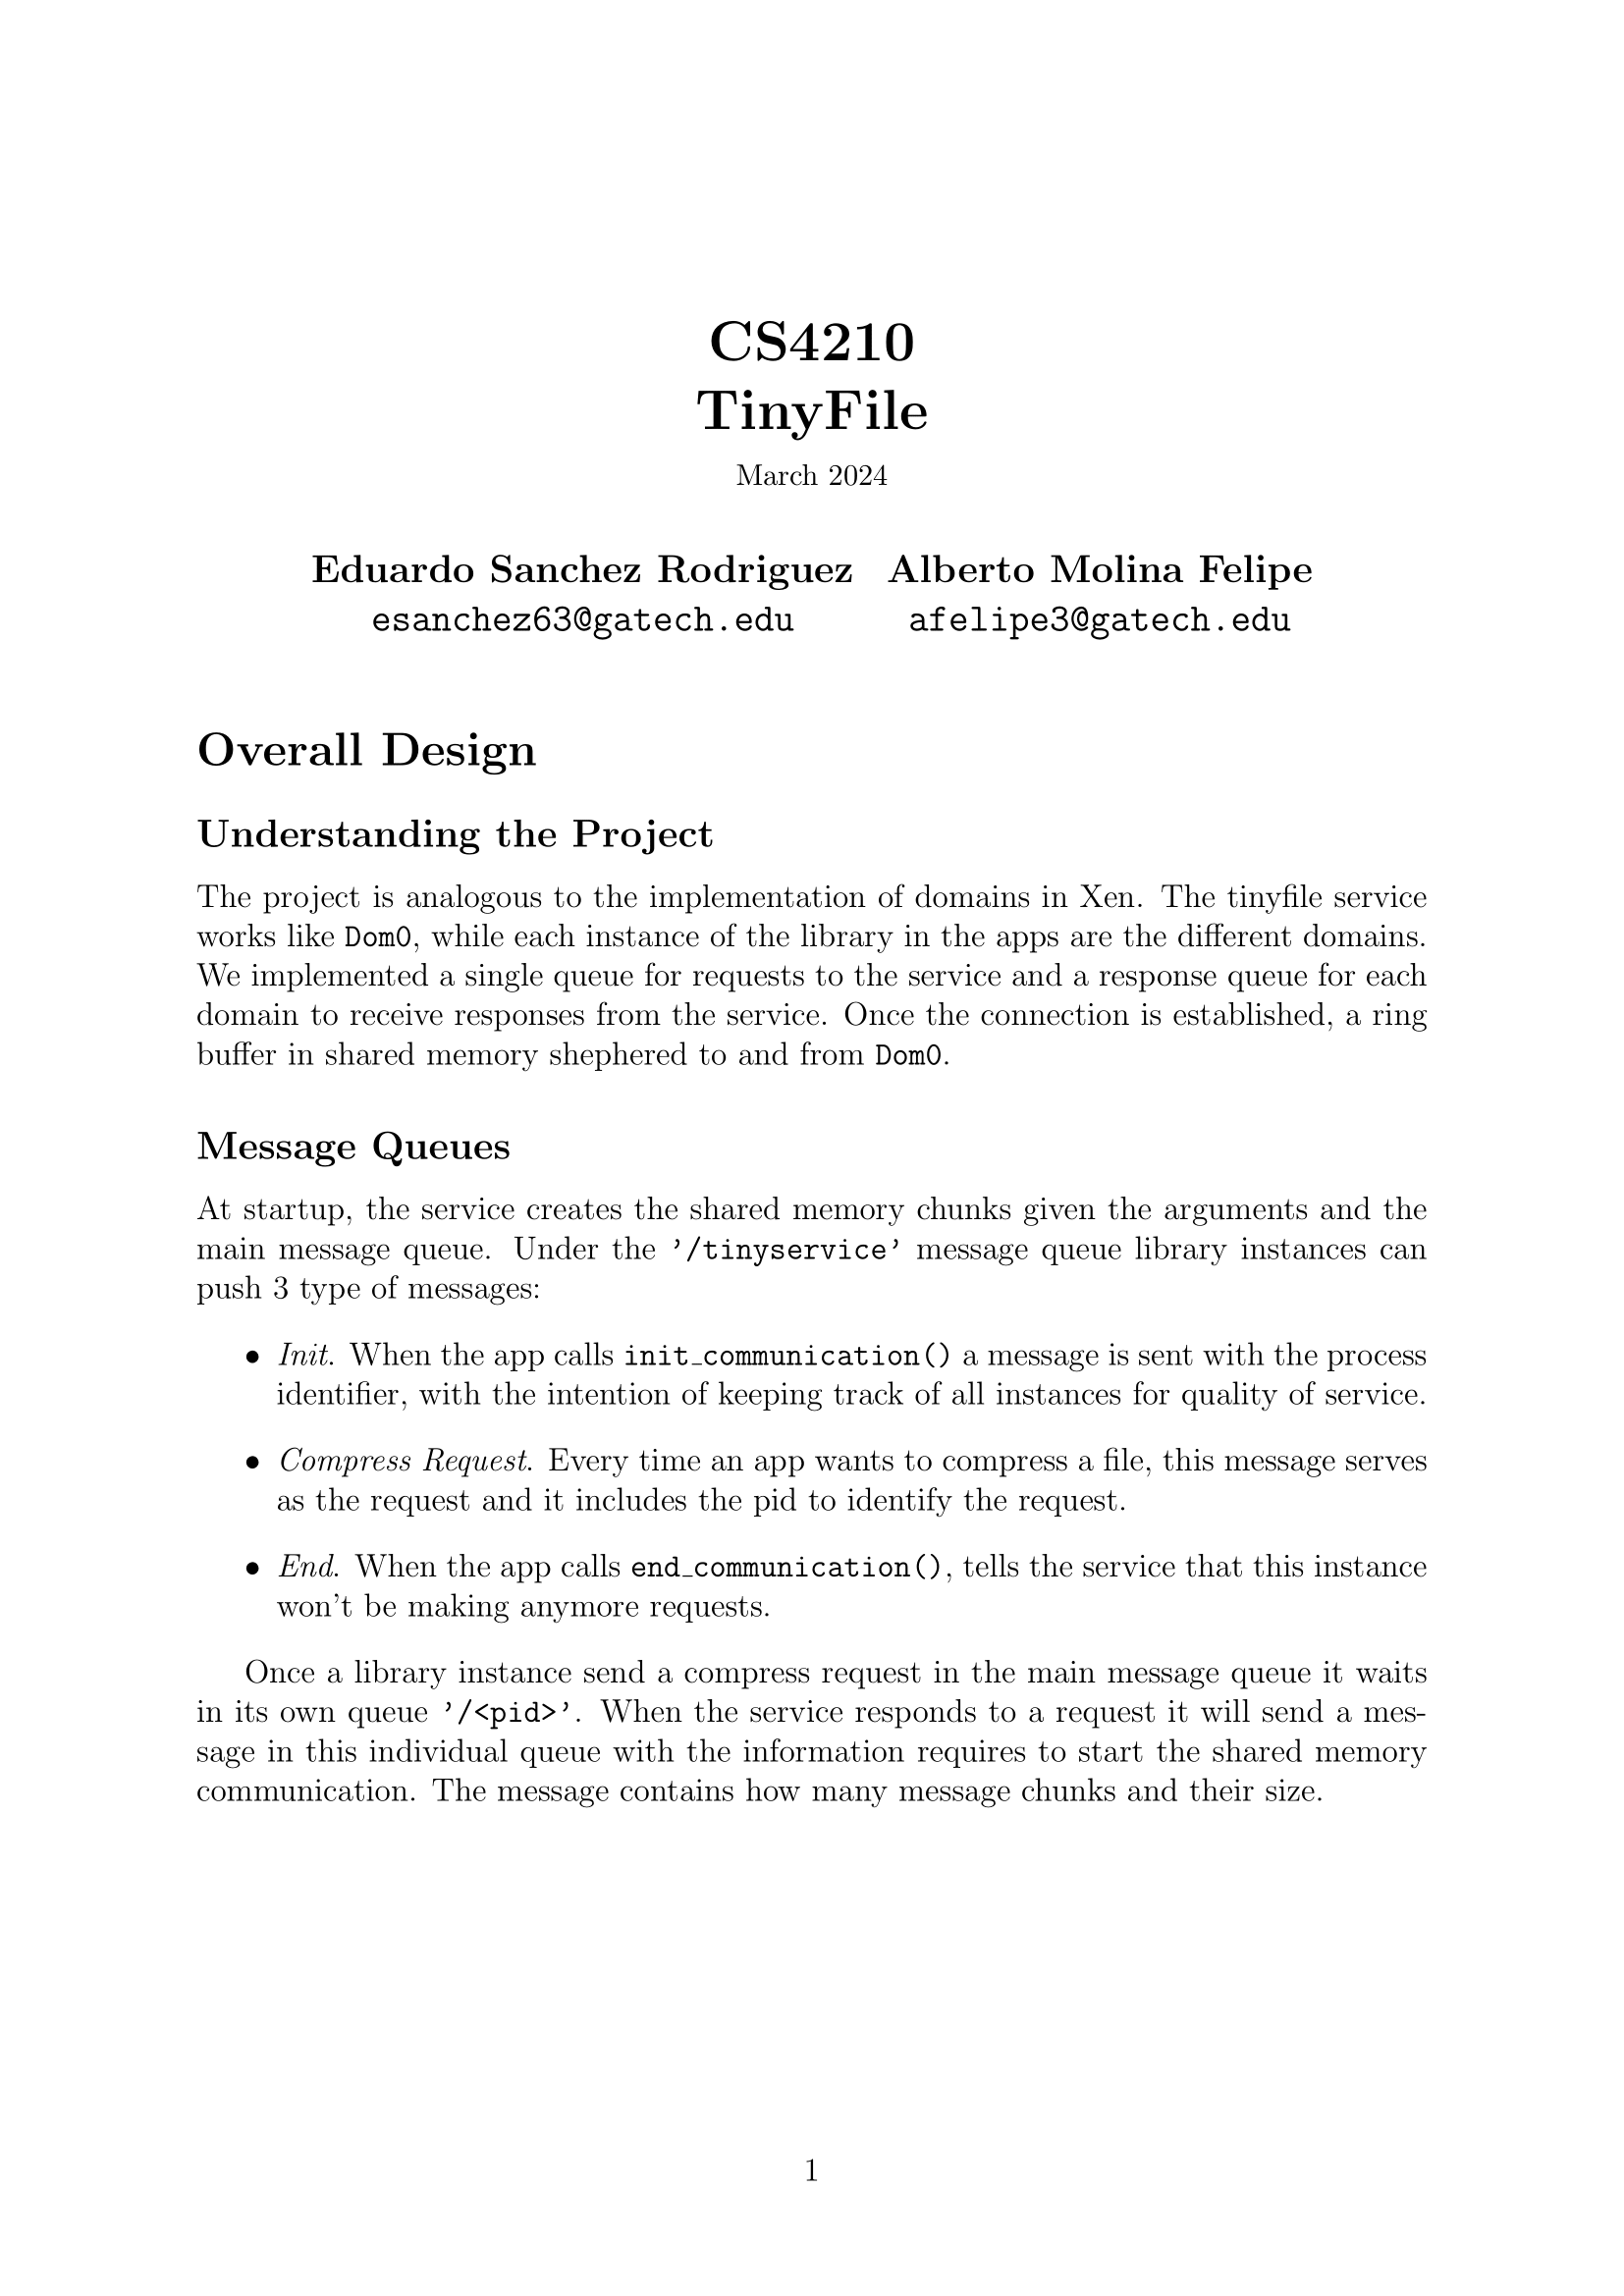 CS4210
TinyFile
March 2024
Eduardo Sanchez Rodriguez Alberto Molina Felipe
esanchez63@gatech.edu afelipe3@gatech.edu
Overall Design
Understanding the Project
The project is analogous to the implementation of domains in Xen. The tinyfile service
works like Dom0, while each instance of the library in the apps are the different domains.
We implemented a single queue for requests to the service and a response queue for each
domain to receive responses from the service. Once the connection is established, a ring
buffer in shared memory shephered to and from Dom0.
Message Queues
At startup, the service creates the shared memory chunks given the arguments and the
main message queue. Under the '/tinyservice' message queue library instances can
push 3 type of messages:
• Init. When the app calls init_communication() a message is sent with the process
identifier, with the intention of keeping track of all instances for quality of service.
• Compress Request. Every time an app wants to compress a file, this message serves
as the request and it includes the pid to identify the request.
• End. When the app calls end_communication(), tells the service that this instance
won't be making anymore requests.
Once a library instance send a compress request in the main message queue it waits
in its own queue '/<pid>'. When the service responds to a request it will send a mes-
sage in this individual queue with the information requires to start the shared memory
communication. The message contains how many message chunks and their size.
1